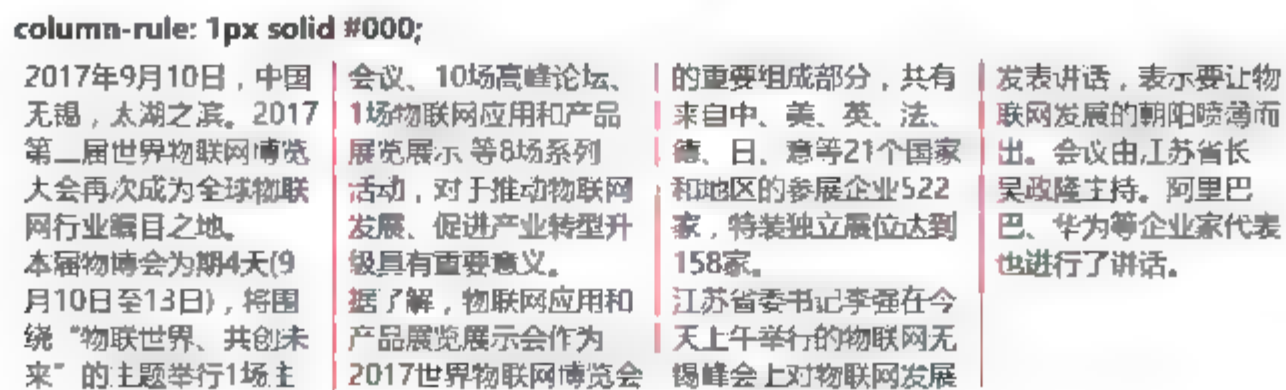 column-rule: 1px solid #000;
2017年9月10日，中国
无锡，太湖之滨。2017
第二届世界物联网博览
大会再次成为全球物联
网行业瞩目之地。
本届物博会为期4天(9
月10日至13日)，将围
绕“物联世界、共创未
来”的主题举行1场主
会议、10场高峰论坛、
1场物联网应用和产品
展览展示 等8场系列
活动，对于推动物联网
发展、促进产业转型升
级具有重要意义。
据了解，物联网应用和
产品展览展示会作为
2017世界物联网博览会
的重要组成部分，共有
来自中、美、英、法、
德、日、意等21个国家
和地区的参展企业522
家，特装独立展位达到
158家。
江苏省委书记李强在今
天上午举行的物联网无
锡峰会上对物联网发展
发表讲话，表示要让物
联网发展的朝阳喷薄而
出。会议由江苏省长
吴政隆主持。阿里巴
巴、华为等企业家代表
也进行了讲话。